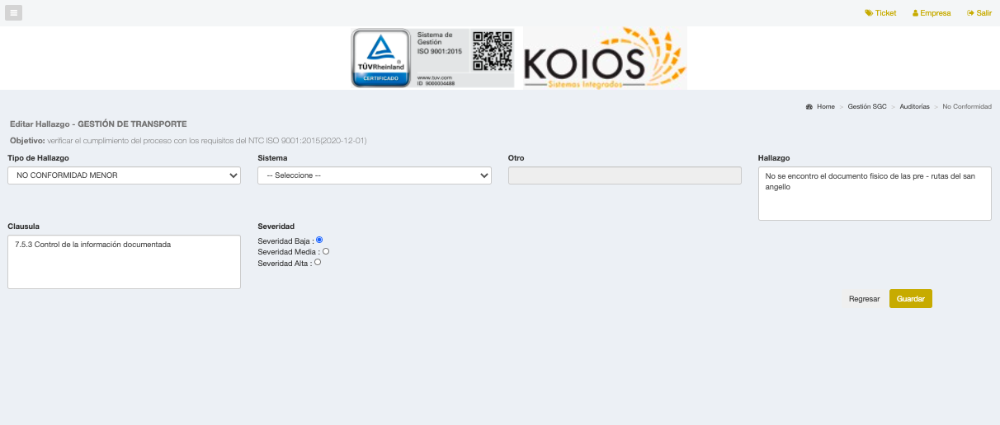 Ticket
Empresa
Salir
TÜVRheinland
CERTIFICADO
Sistema de
Gestión
ISO 9001:2015
www.tuv.com
ID 9000004488
KOIOS
Sistemas Integrados
Home > Gestión SGC > Auditorías > No Conformidad
Editar Hallazgo - GESTIÓN DE TRANSPORTE
Objetivo: verificar el cumplimiento del proceso con los requisitos del NTC ISO 9001:2015(2020-12-01)
Tipo de Hallazgo
NO CONFORMIDAD MENOR
Sistema
-- Seleccione --
Otro
Hallazgo
No se encontro el documento fisico de las pre - rutas del san
angello
Clausula
7.5.3 Control de la información documentada
Severidad
Severidad Baja :
Severidad Media :
Severidad Alta :
Regresar
Guardar